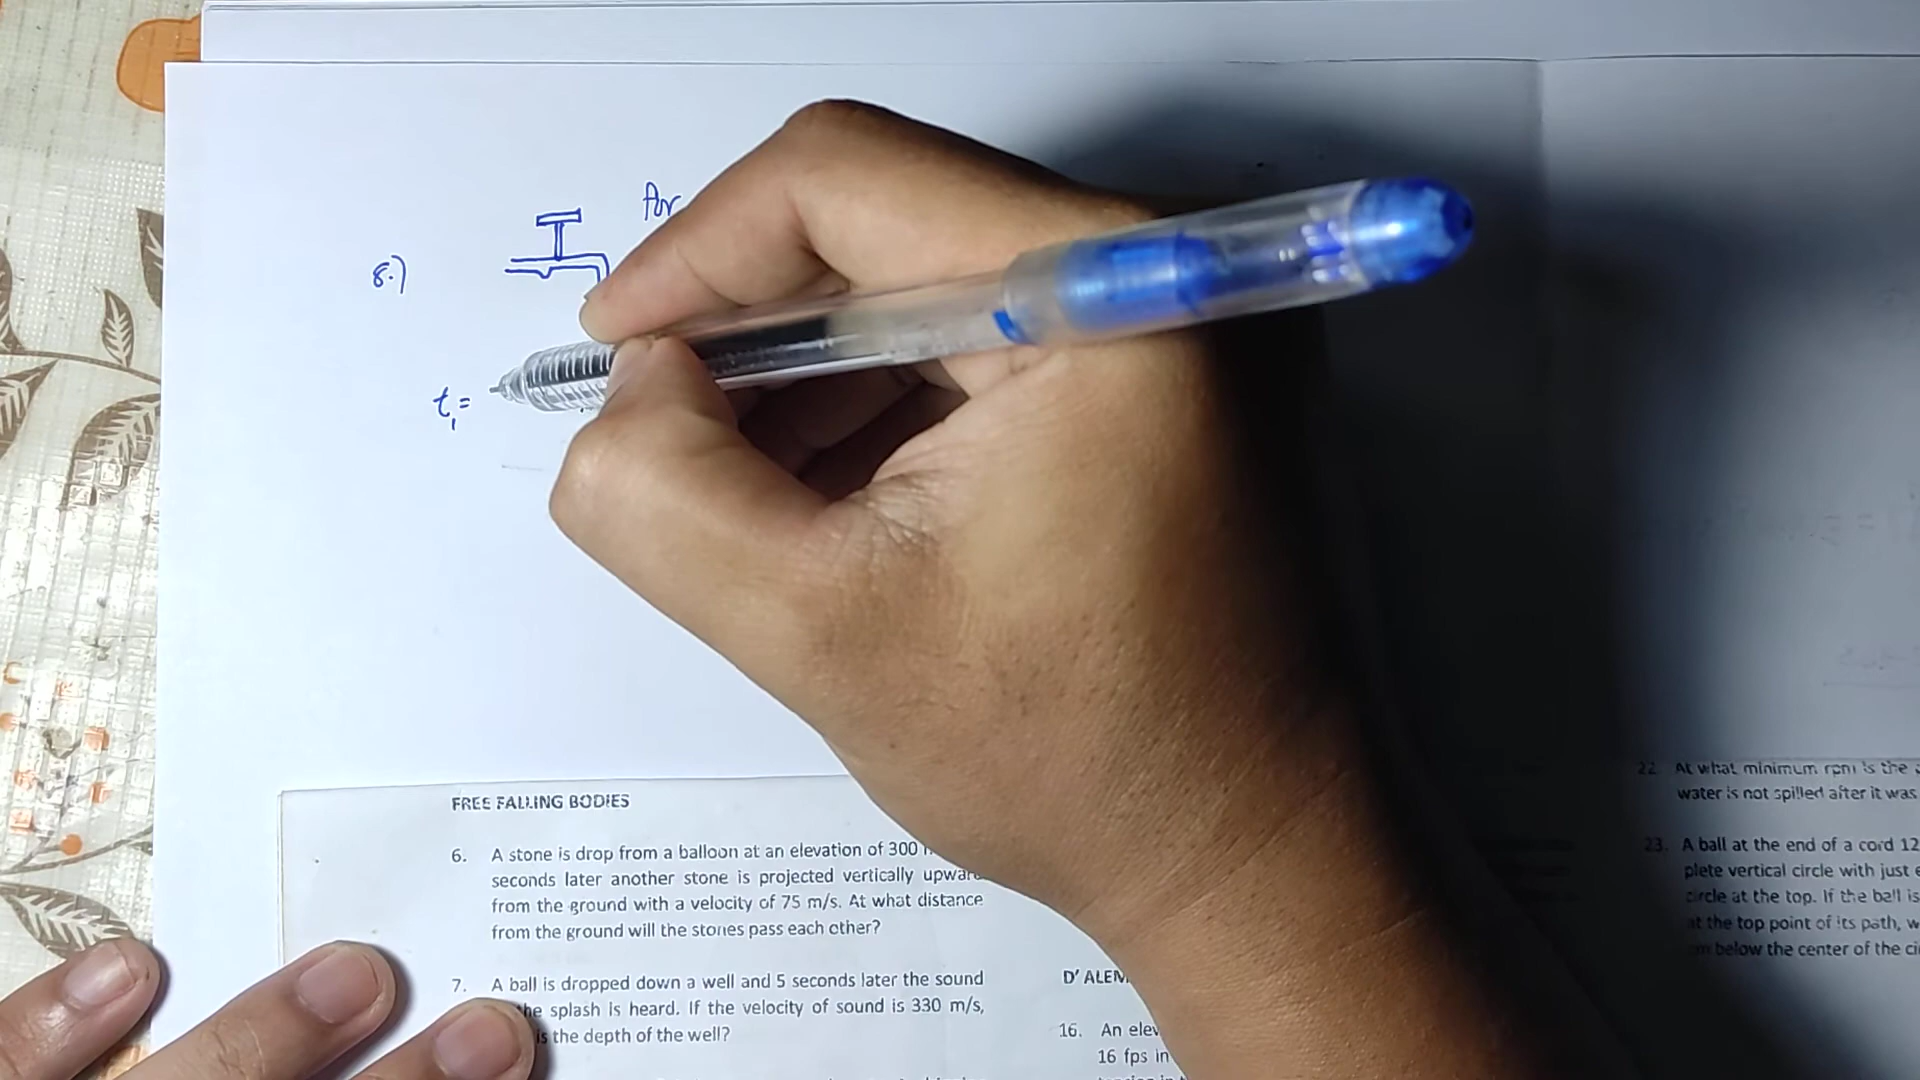 for
8.)
t₁=
FREE FALLING BODIES
6. A stone is drop from a balloon at an elevation of 300
seconds later another stone is projected vertically upward
from the ground with a velocity of 75 m/s. At what distance
from the ground will the stones pass each other?
7. A ball is dropped down a well and 5 seconds later the sound
the splash is heard. If the velocity of sound is 330 m/s,
is the depth of the well?
D' ALEM
16. An elev
16 fps in
22. At what minimum rpm is the
water is not spilled after it was
23. A ball at the end of a cord 12
plete vertical circle with just
circle at the top. If the ball is
at the top point of its path, w
below the center of the ci